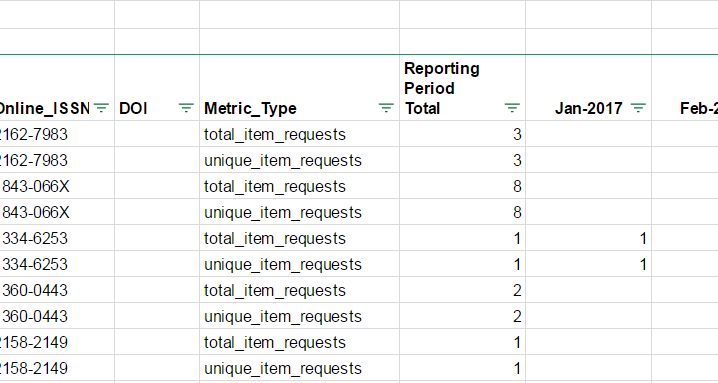 Reporting
Period
Online_ISSN DOI Metric_Type Total Jan-2017
2162-7983 total_item_requests 3
2162-7983 unique_item_requests 3
843-066X total_item_requests 8
843-066X unique_item_requests 8
334-6253 total_item_requests 1 1
334-6253 unique_item_requests 1 1
360-0443 total_item_requests 2
360-0443 unique_item_requests 2
2158-2149 total_item_requests 1
2158-2149 unique_item_requests 1